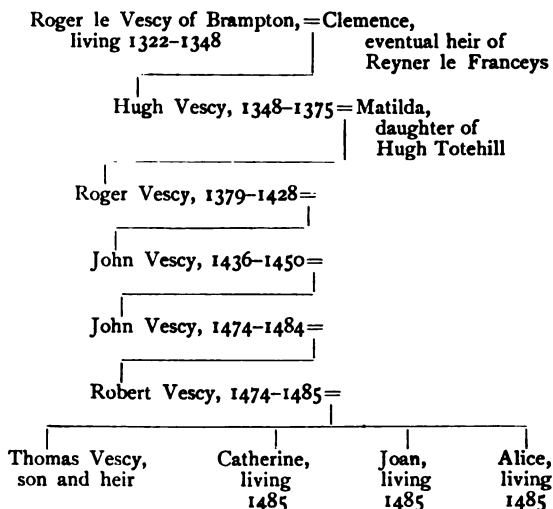 Roger le Vescy of Brampton, = Clemence,
living 1322–1348 eventual heir of
Reyner le Franceys
Hugh Vescy, 1348–1375 = Matilda,
daughter of
Hugh Totehill
Roger Vescy, 1379–1428 =
John Vescy, 1436–1450 =
John Vescy, 1474–1484 =
Robert Vescy, 1474–1485 =
Thomas Vescy, Catherine, Joan, Alice,
son and heir living living living
1485 1485 1485